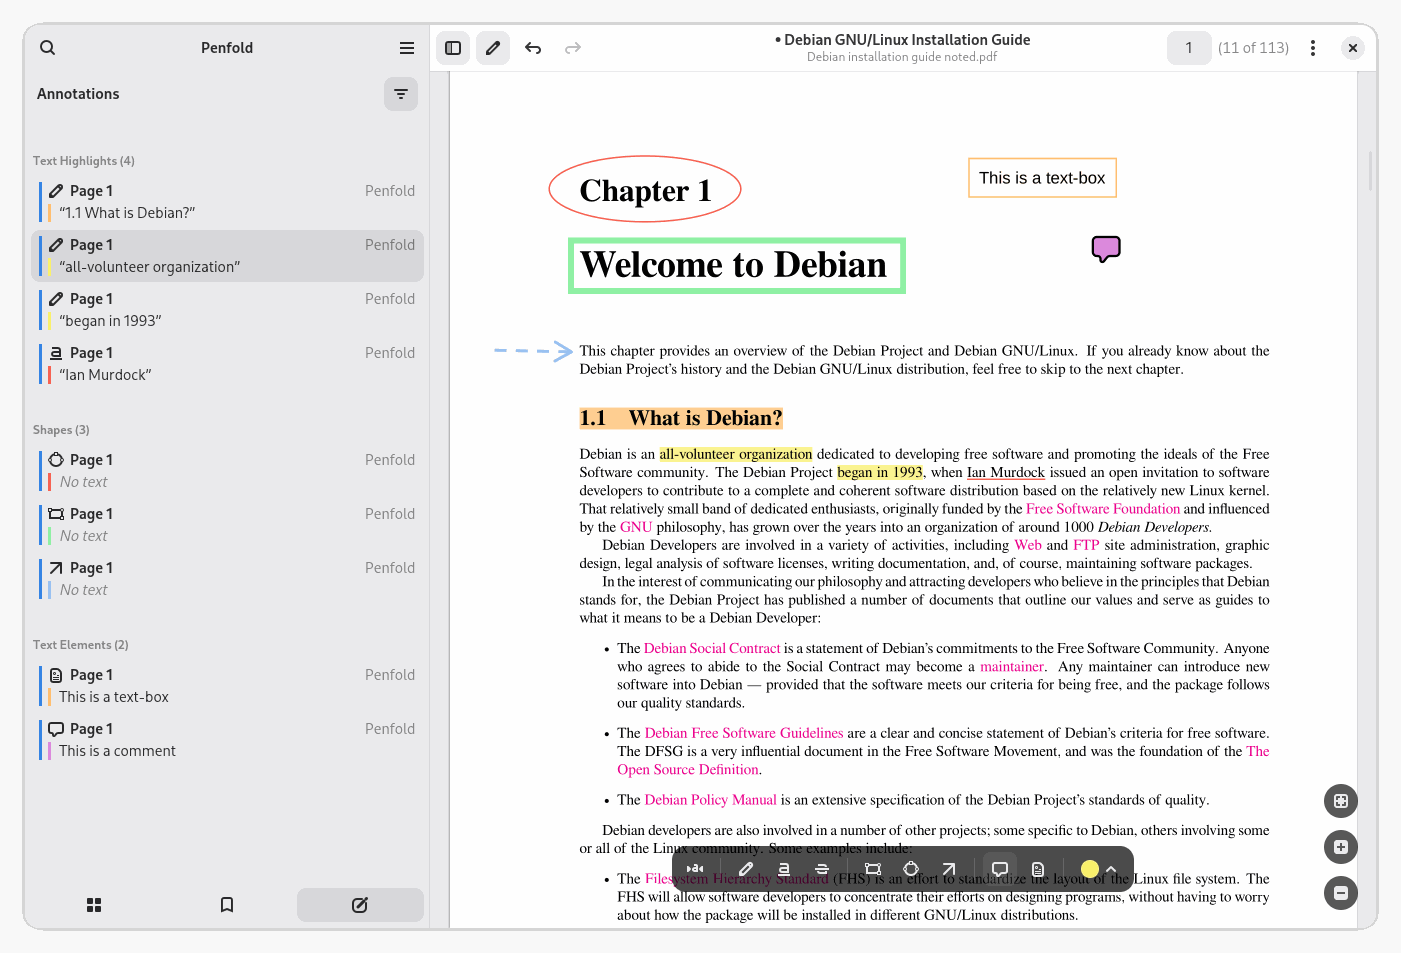 Penfold
Annotations
Text Highlights (4)
Page 1 Penfold
“1.1 What is Debian?”
Page 1 Penfold
“all-volunteer organization”
Page 1 Penfold
“began in 1993”
Page 1 Penfold
“Ian Murdock”
Shapes (3)
Page 1 Penfold
No text
Page 1 Penfold
No text
Page 1 Penfold
No text
Text Elements (2)
Page 1 Penfold
This is a text-box
Page 1 Penfold
This is a comment
• Debian GNU/Linux Installation Guide
Debian installation guide noted.pdf
1 (11 of 113)
Chapter 1
This is a text-box
Welcome to Debian
This chapter provides an overview of the Debian Project and Debian GNU/Linux. If you already know about the
Debian Project’s history and the Debian GNU/Linux distribution, feel free to skip to the next chapter.
1.1 What is Debian?
Debian is an all-volunteer organization dedicated to developing free software and promoting the ideals of the Free
Software community. The Debian Project began in 1993, when Ian Murdock issued an open invitation to software
developers to contribute to a complete and coherent software distribution based on the relatively new Linux kernel.
That relatively small band of dedicated enthusiasts, originally funded by the Free Software Foundation and influenced
by the GNU philosophy, has grown over the years into an organization of around 1000 Debian Developers.
Debian Developers are involved in a variety of activities, including Web and FTP site administration, graphic
design, legal analysis of software licenses, writing documentation, and, of course, maintaining software packages.
In the interest of communicating our philosophy and attracting developers who believe in the principles that Debian
stands for, the Debian Project has published a number of documents that outline our values and serve as guides to
what it means to be a Debian Developer:
• The Debian Social Contract is a statement of Debian’s commitments to the Free Software Community. Anyone
who agrees to abide to the Social Contract may become a maintainer. Any maintainer can introduce new
software into Debian — provided that the software meets our criteria for being free, and the package follows
our quality standards.
• The Debian Free Software Guidelines are a clear and concise statement of Debian’s criteria for free software.
The DFSG is a very influential document in the Free Software Movement, and was the foundation of the The
Open Source Definition.
• The Debian Policy Manual is an extensive specification of the Debian Project’s standards of quality.
Debian developers are also involved in a number of other projects; some specific to Debian, others involving some
or all of the Linux community. Some examples include:
• The Filesystem Hierarchy Standard (FHS) is an effort to standardize the layout of the Linux file system. The
FHS will allow software developers to concentrate their efforts on designing programs, without having to worry
about how the package will be installed in different GNU/Linux distributions.